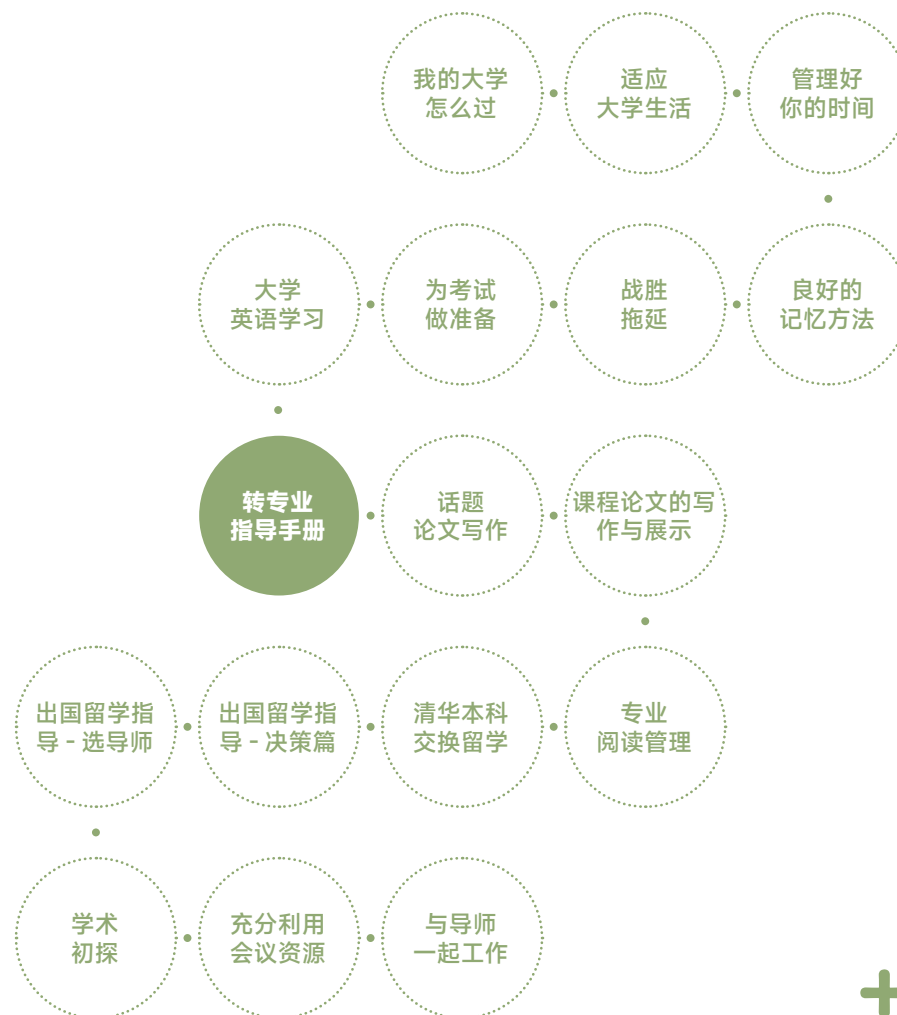 我的大学
怎么过
适应
大学生活
管理好
你的时间
大学
英语学习
为考试
做准备
战胜
拖延
良好的
记忆方法
转专业
指导手册
话题
论文写作
课程论文的写
作与展示
出国留学指
导 - 选导师
出国留学指
导 - 决策篇
清华本科
交换留学
专业
阅读管理
学术
初探
充分利用
会议资源
与导师
一起工作